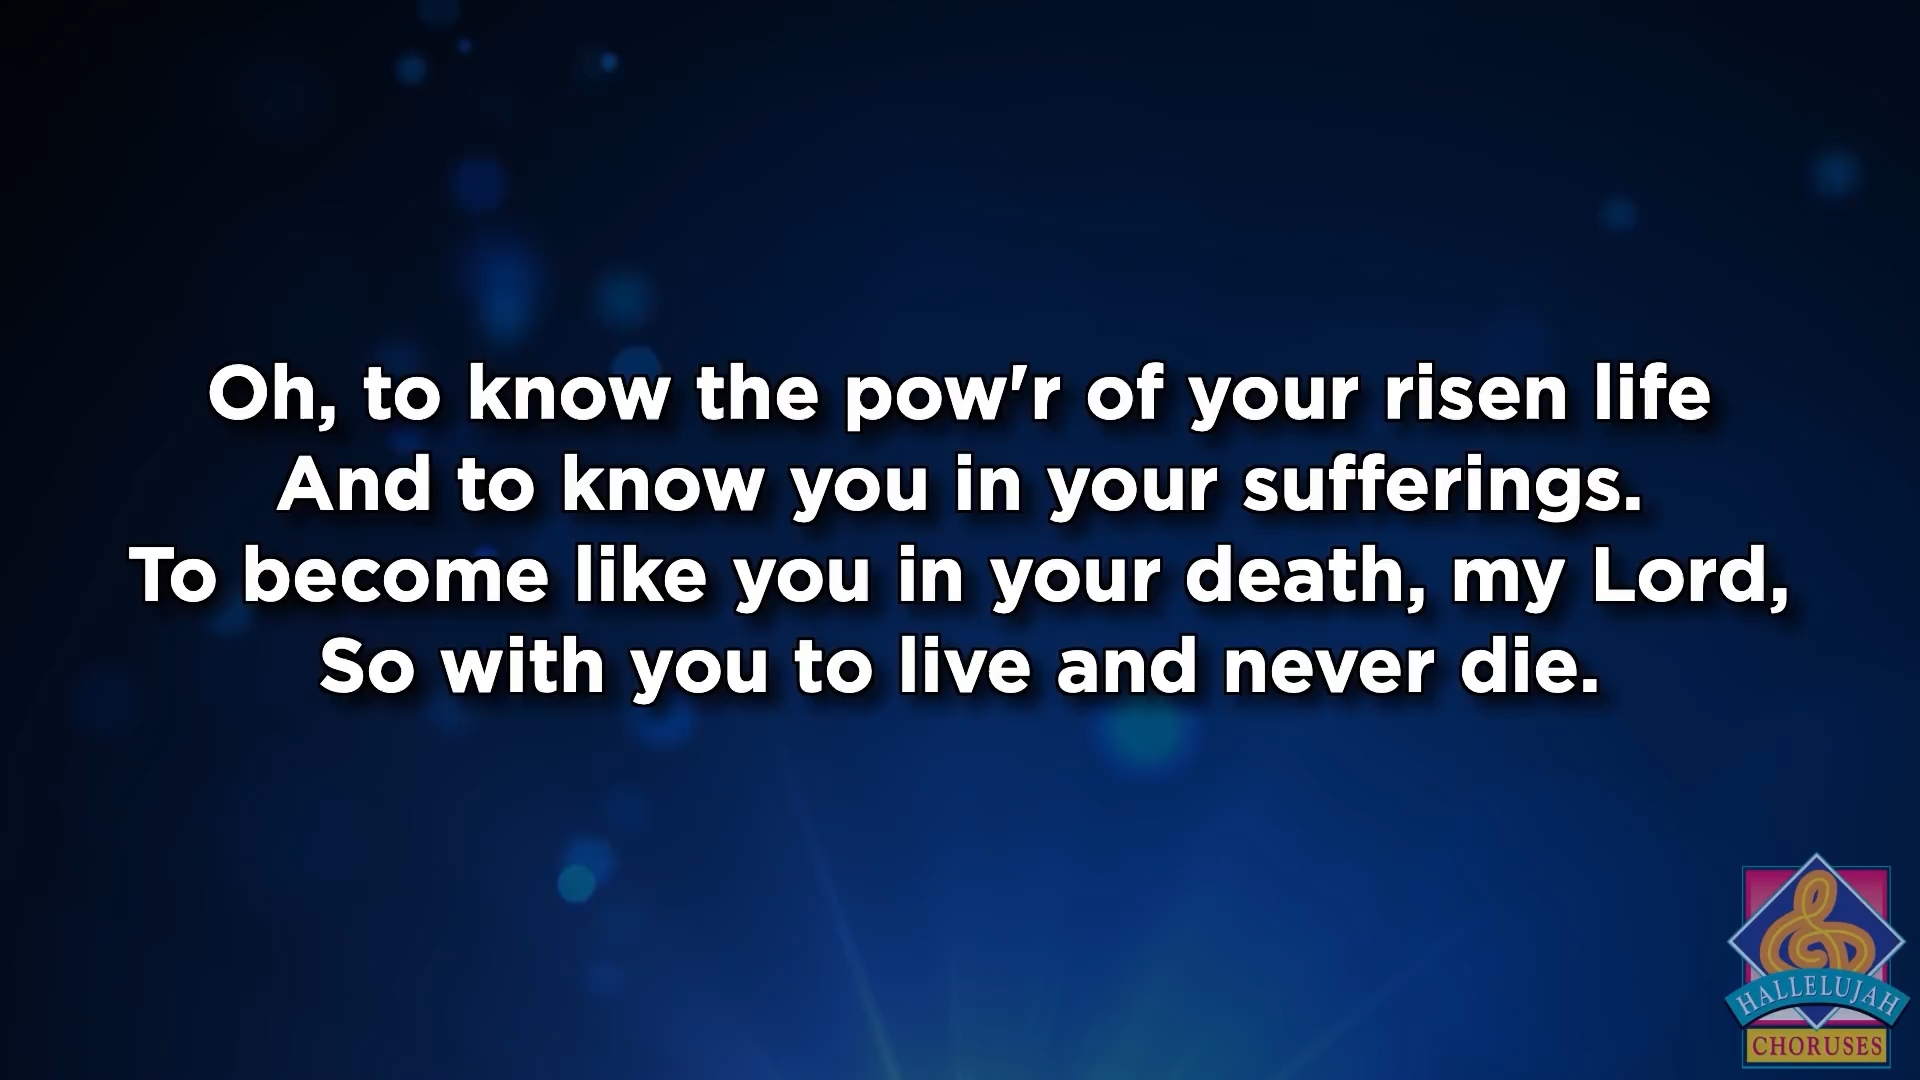 Oh, to know the pow'r of your risen life
And to know you in your sufferings.
To become like you in your death, my Lord,
So with you to live and never die.
HALLELUJAH
CHORUSES